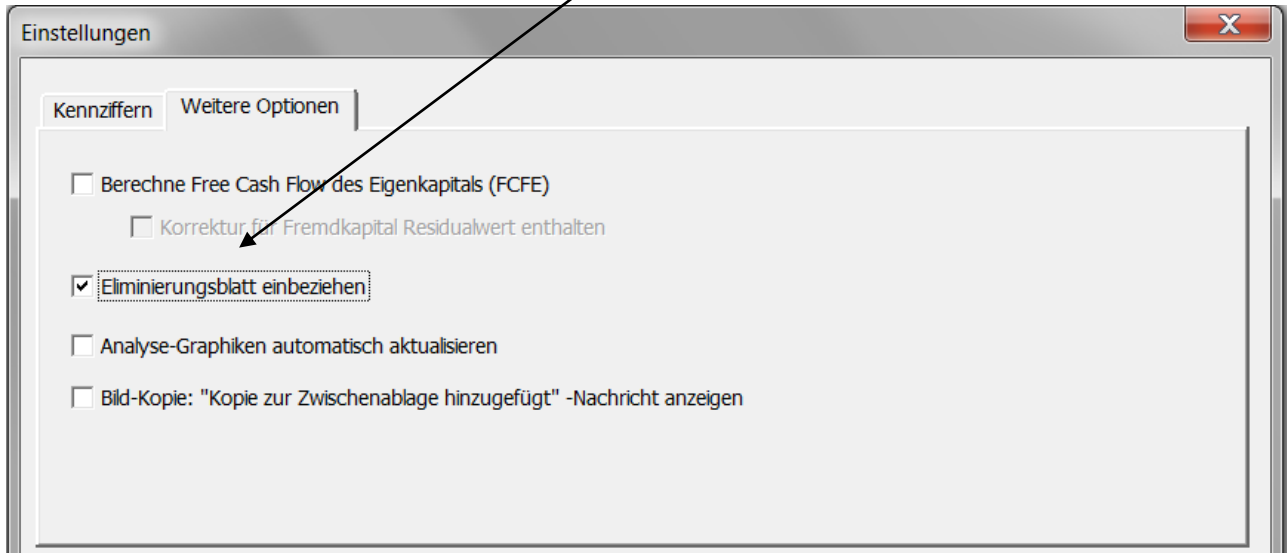 Einstellungen
Kennziffern
Weitere Optionen
Berechne Free Cash Flow des Eigenkapitals (FCFE)
Korrektur für Fremdkapital Residualwert enthalten
Eliminierungsblatt einbeziehen
Analyse-Graphiken automatisch aktualisieren
Bild-Kopie: "Kopie zur Zwischenablage hinzugefügt" -Nachricht anzeigen